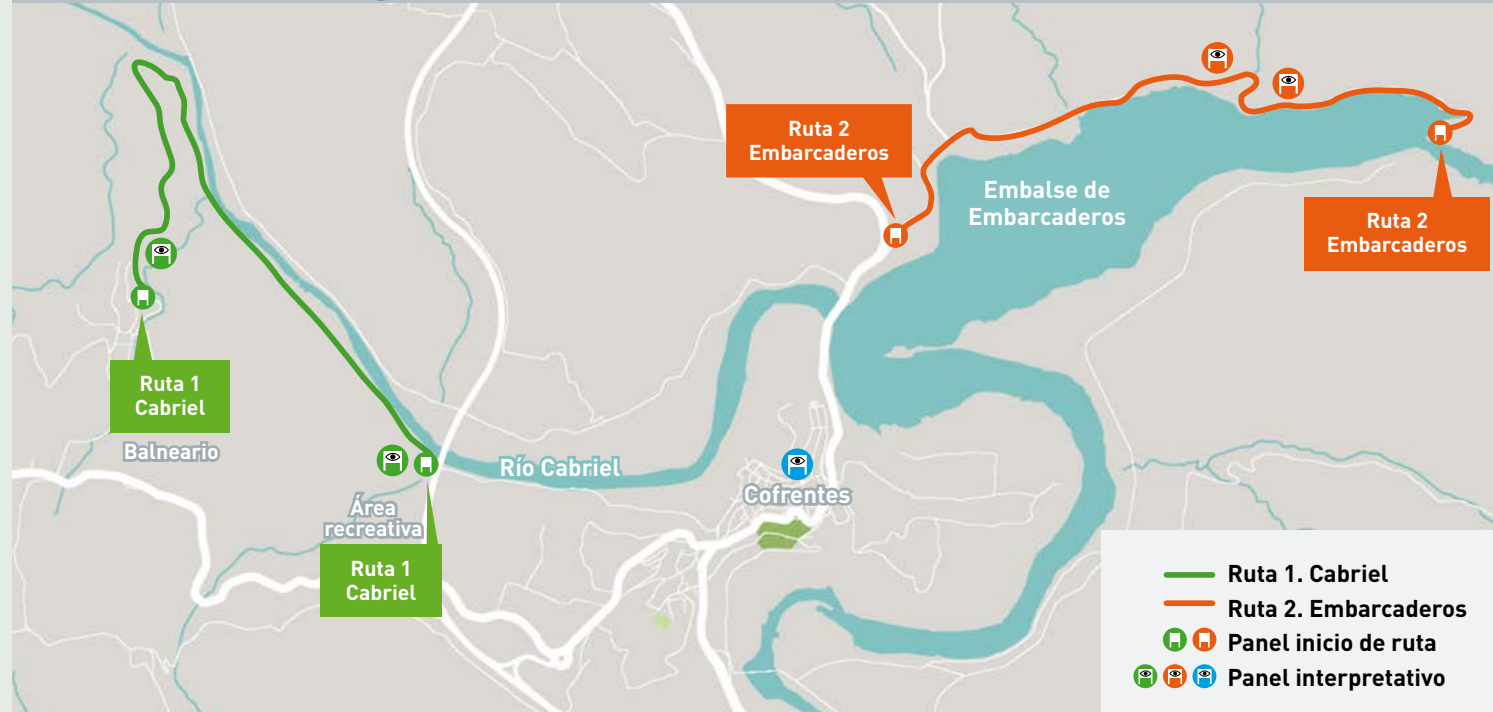 Ruta 2
Embarcaderos
Embalse de
Embarcaderos
Ruta 2
Embarcaderos
Ruta 1
Cabriel
Balneario
Río Cabriel
Cofrentes
Área
recreativa
Ruta 1
Cabriel
Ruta 1. Cabriel
Ruta 2. Embarcaderos
Panel inicio de ruta
Panel interpretativo